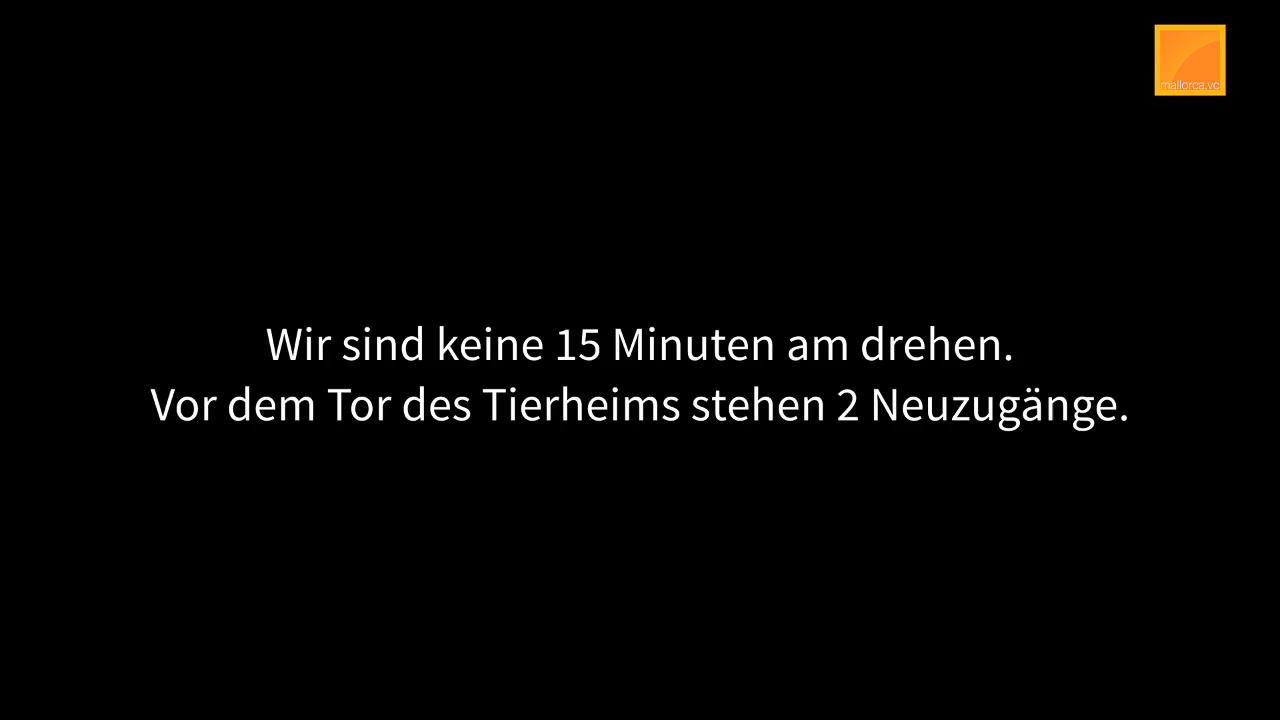 mallorca.vc
Wir sind keine 15 Minuten am drehen.
Vor dem Tor des Tierheims stehen 2 Neuzugänge.